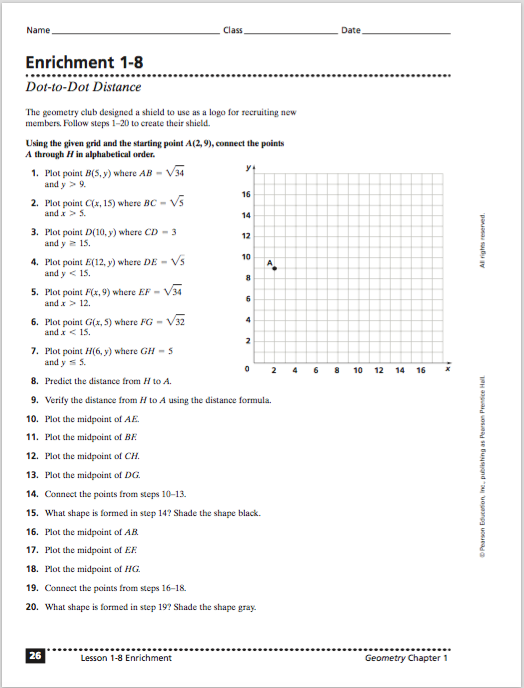 Name
Class
Date
Enrichment 1-8
Dot-to-Dot Distance
The geometry club designed a shield to use as a logo for recruiting new
members. Follow steps 1–20 to create their shield.
Using the given grid and the starting point A(2, 9), connect the points
A through H in alphabetical order.
1. Plot point B(5, y) where AB = √34
and y > 9.
2. Plot point C(x, 15) where BC = √5
and x > 5.
3. Plot point D(10, y) where CD = 3
and y ≥ 15.
4. Plot point E(12, y) where DE = √5
and y < 15.
5. Plot point F(x, 9) where EF = √34
and x > 12.
6. Plot point G(x, 5) where FG = √32
and x < 15.
7. Plot point H(6, y) where GH = 5
and y ≤ 5.
y
16
14
12
10
8
6
4
2
0 2 4 6 8 10 12 14 16 x
A
8. Predict the distance from H to A.
9. Verify the distance from H to A using the distance formula.
10. Plot the midpoint of AE.
11. Plot the midpoint of BF.
12. Plot the midpoint of CH.
13. Plot the midpoint of DG.
14. Connect the points from steps 10–13.
15. What shape is formed in step 14? Shade the shape black.
16. Plot the midpoint of AB.
17. Plot the midpoint of EF.
18. Plot the midpoint of HG.
19. Connect the points from steps 16–18.
20. What shape is formed in step 19? Shade the shape gray.
© Pearson Education, Inc., publishing as Pearson Prentice Hall.
All rights reserved.
26
Lesson 1-8 Enrichment
Geometry Chapter 1